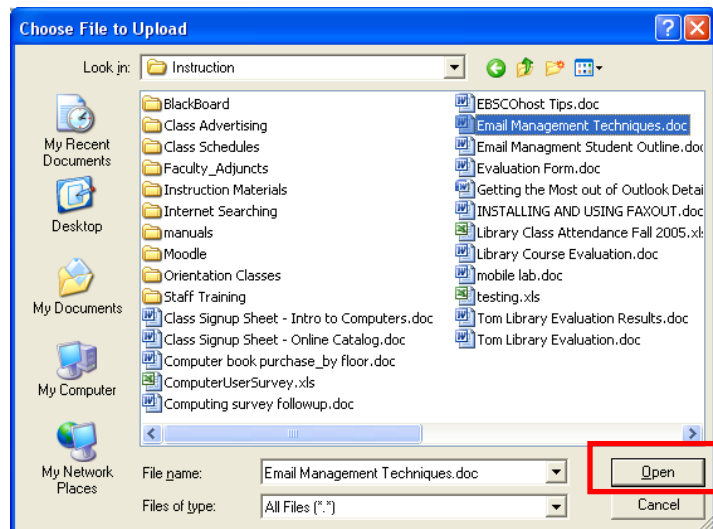 Choose File to Upload
Look in: Instruction
My Recent
Documents
Desktop
My Documents
My Computer
My Network
Places
BlackBoard
Class Advertising
Class Schedules
Faculty_Adjuncts
Instruction Materials
Internet Searching
manuals
Moodle
Orientation Classes
Staff Training
Class Signup Sheet - Intro to Computers.doc
Class Signup Sheet - Online Catalog.doc
Computer book purchase_by floor.doc
ComputerUserSurvey.xls
Computing survey followup.doc
EBSCOhost Tips.doc
Email Management Techniques.doc
Email Managment Student Outline.doc
Evaluation Form.doc
Getting the Most out of Outlook Detai
INSTALLING AND USING FAXOUT.doc
Library Class Attendance Fall 2005.xls
Library Course Evaluation.doc
mobile lab.doc
testing.xls
Tom Library Evaluation Results.doc
Tom Library Evaluation.doc
File name: Email Management Techniques.doc Open
Files of type: All Files (*.*) Cancel